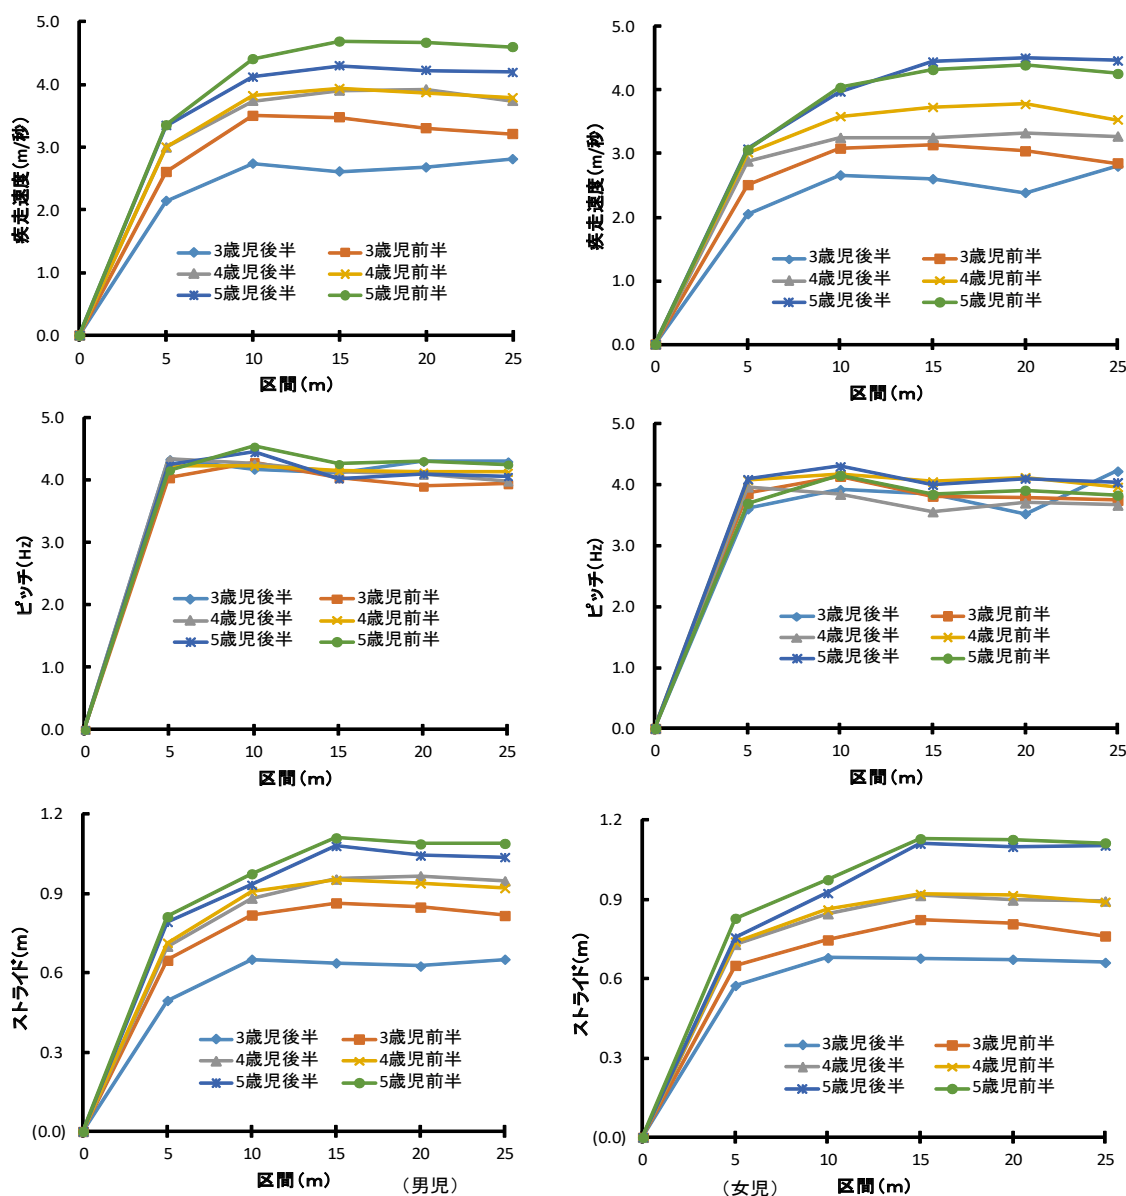 5.0
4.0
3.0
2.0
1.0
0.0
疾走速度(m/秒)
3歳児後半 3歳児前半
4歳児後半 4歳児前半
5歳児後半 5歳児前半
0 5 10 15 20 25
区間(m)
5.0
4.0
3.0
2.0
1.0
0.0
疾走速度(m/秒)
3歳児後半 3歳児前半
4歳児後半 4歳児前半
5歳児後半 5歳児前半
0 5 10 15 20 25
区間(m)
5.0
4.0
3.0
2.0
1.0
0.0
ピッチ(Hz)
3歳児後半 3歳児前半
4歳児後半 4歳児前半
5歳児後半 5歳児前半
0 5 10 15 20 25
区間(m)
5.0
4.0
3.0
2.0
1.0
0.0
ピッチ(Hz)
3歳児後半 3歳児前半
4歳児後半 4歳児前半
5歳児後半 5歳児前半
0 5 10 15 20 25
区間(m)
1.2
0.9
0.6
0.3
(0.0)
ストライド(m)
3歳児後半 3歳児前半
4歳児後半 4歳児前半
5歳児後半 5歳児前半
0 5 10 15 20 25
区間(m) (男児)
1.2
0.9
0.6
0.3
(0.0)
ストライド(m)
3歳児後半 3歳児前半
4歳児後半 4歳児前半
5歳児後半 5歳児前半
0 5 10 15 20 25
(女児) 区間(m)